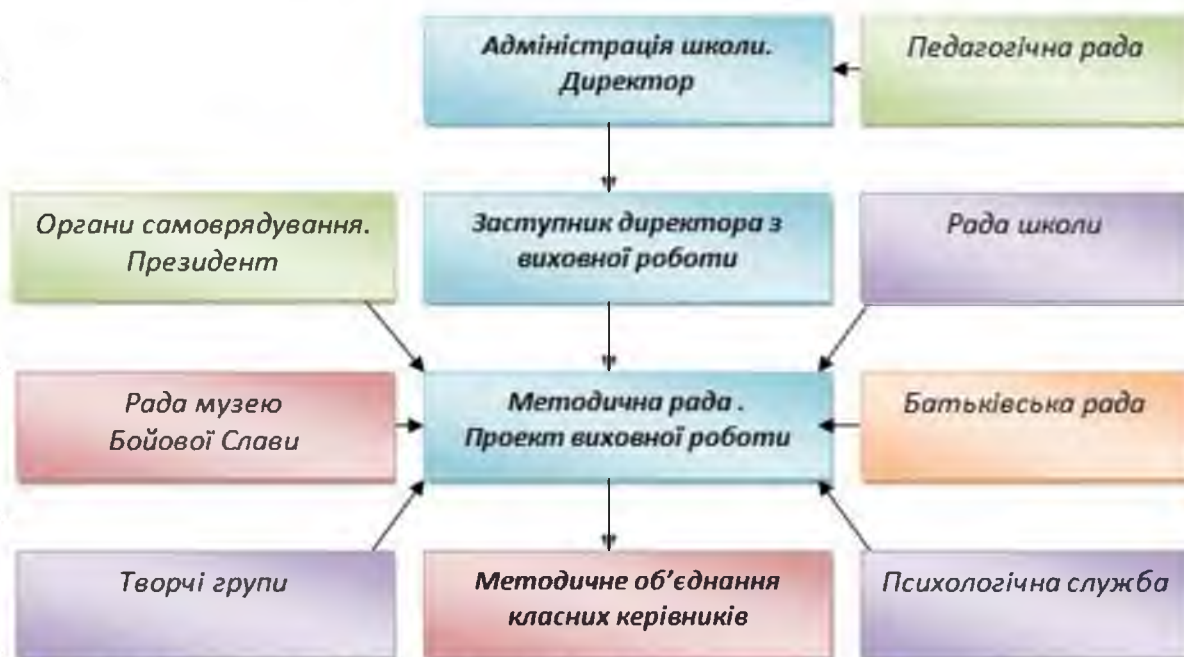 Адміністрація школи.
Директор
Педагогічна рада
Органи самоврядування.
Президент
Заступник директора з
виховної роботи
Рада школи
Рада музею
Бойової Слави
Методична рада .
Проект виховної роботи
Батьківська рада
Творчі групи
Методичне об’єднання
класних керівників
Психологічна служба